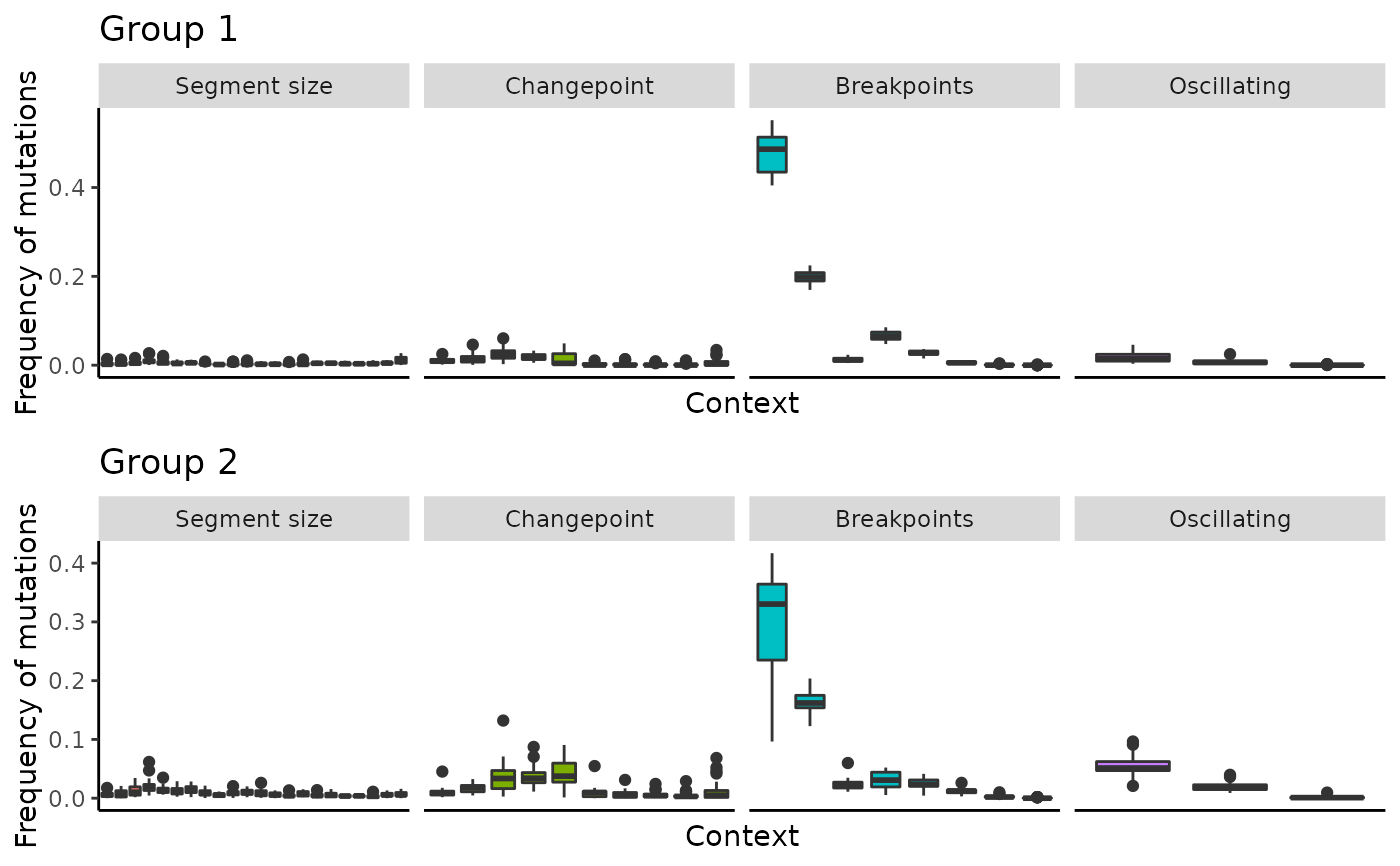 Group 1
Segment size Changepoint Breakpoints Oscillating
Frequency of mutations
0.4
0.2
0.0
Context
Group 2
Segment size Changepoint Breakpoints Oscillating
Frequency of mutations
0.4
0.3
0.2
0.1
0.0
Context